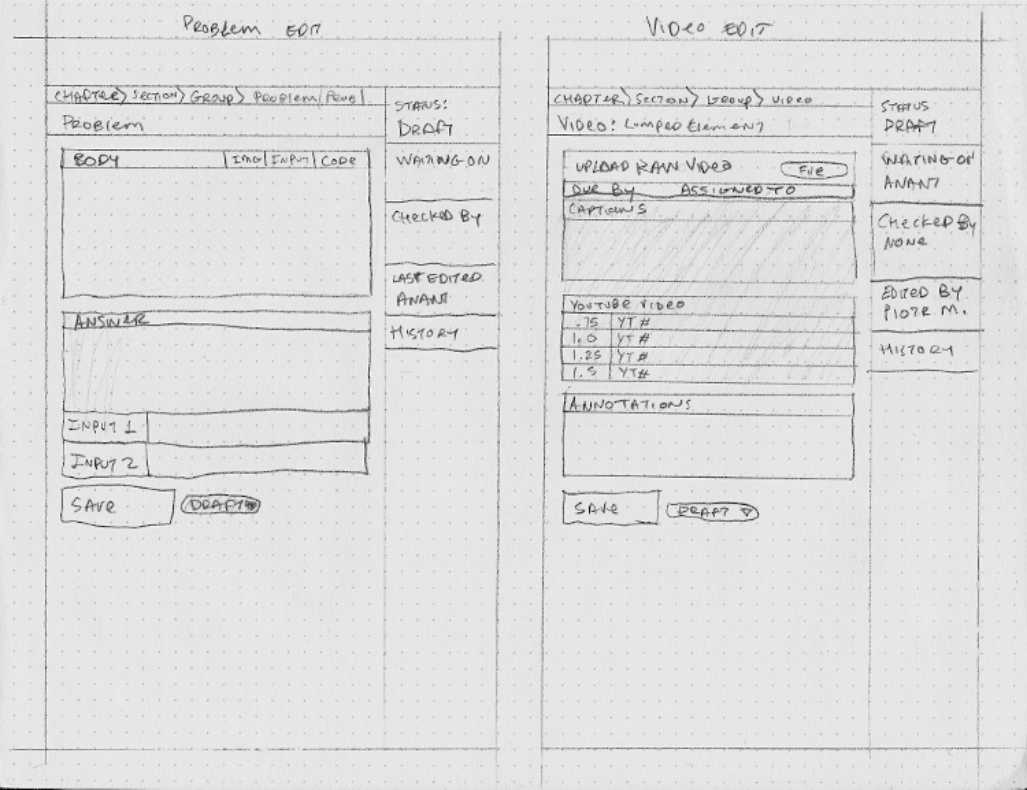 Problem EDIT
CHAPTER> SECTION> GROUP> PROBLEM
Problem
BODY IMG INPUT CODE
ANSWER
INPUT 1
INPUT 2
SAVE DRAFT
STATUS:
DRAFT
WAITING ON
CHECKED BY
LAST EDITED
ANANT
HISTORY
VIDEO EDIT
CHAPTER> SECTION> GROUP> VIDEO
VIDEO: LUMPED ELEMENT
UPLOAD RAW VIDEO File
DUE BY ASSIGNED TO
CAPTIONS
YOUTUBE VIDEO
.75 YT #
1.0 YT #
1.25 YT #
1.5 YT#
ANNOTATIONS
SAVE DRAFT
STATUS
DRAFT
WAITING ON
ANANT
CHECKED By
NONE
EDITED BY
PIOTR M.
HISTORY